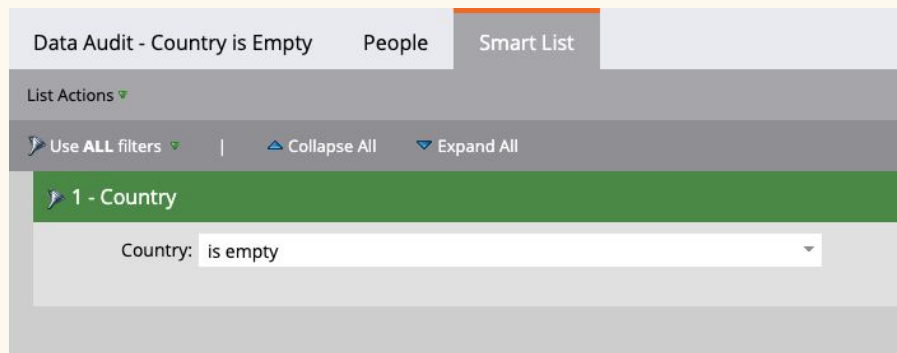 Data Audit - Country is Empty People Smart List
List Actions
Use ALL filters | Collapse All Expand All
1 - Country
Country: is empty